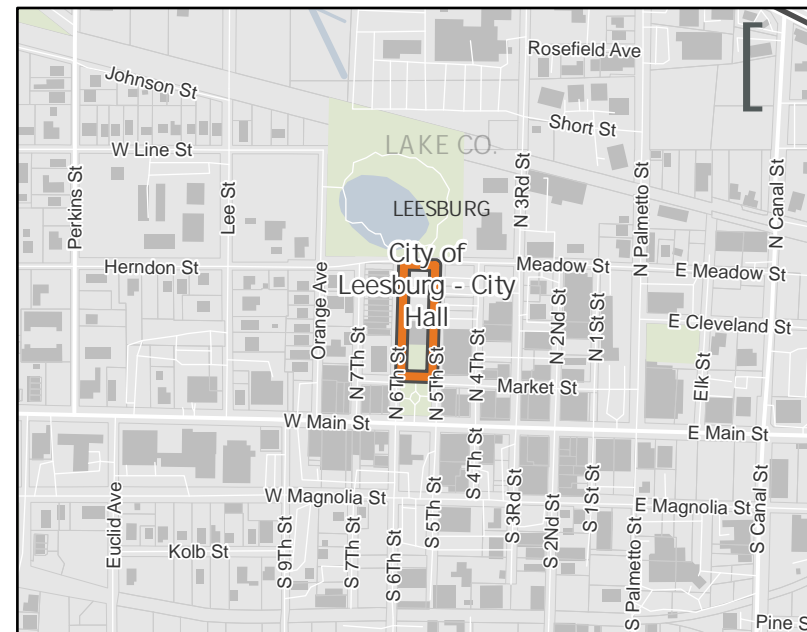 Rosefield Ave
Johnson St
Short St
LAKE CO.
W Line St
Perkins St
Lee St
N 3Rd St
N Palmetto St
N Canal St
LEESBURG
Herndon St
Meadow St
E Meadow St
City of
Leesburg - City
Hall
Orange Ave
N 7Th St
N 6Th St
N 5Th St
N 4Th St
N 2Nd St
N 1St St
E Cleveland St
Elk St
Market St
W Main St
E Main St
S 4Th St
W Magnolia St
E Magnolia St
Euclid Ave
Kolb St
S 9Th St
S 7Th St
S 6Th St
S 5Th St
S 3Rd St
S 2Nd St
S 1St St
S Palmetto St
S Canal St
Pine S